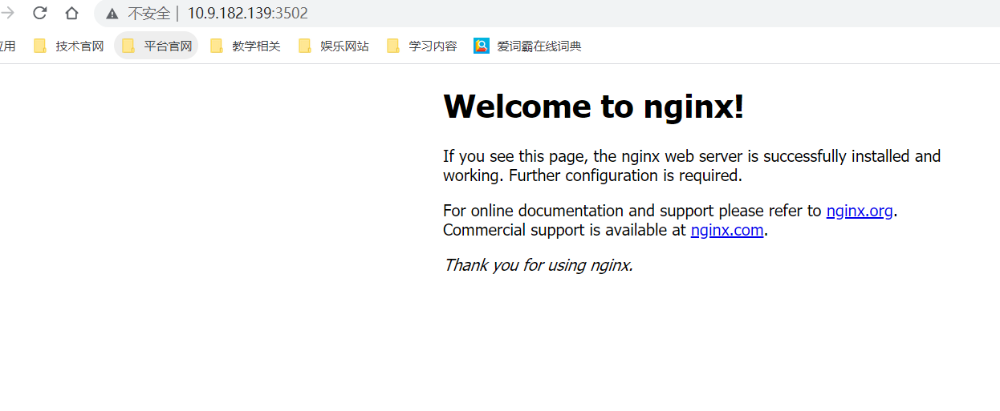 不安全 | 10.9.182.139:3502
应用 技术官网 平台官网 教学相关 娱乐网站 学习内容 爱词霸在线词典
Welcome to nginx!
If you see this page, the nginx web server is successfully installed and
working. Further configuration is required.
For online documentation and support please refer to nginx.org.
Commercial support is available at nginx.com.
Thank you for using nginx.